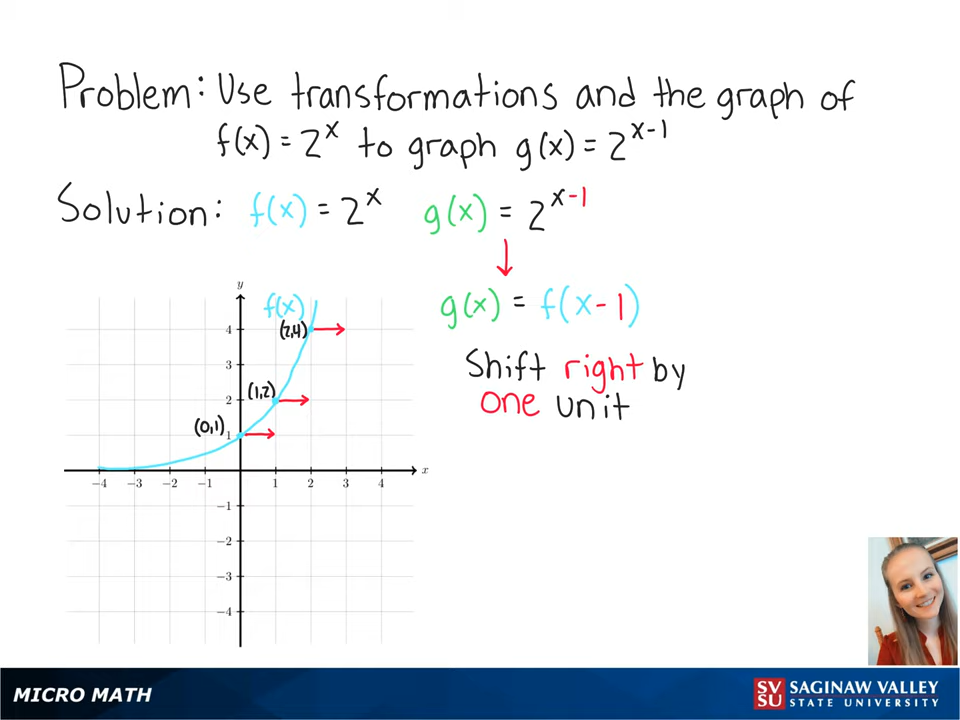 Problem: Use transformations and the graph of
f(x) = 2^x to graph g(x) = 2^{x-1}
Solution: f(x) = 2^x g(x) = 2^{x-1}
g(x) = f(x-1)
Shift right by
one unit
y
f(x)
4
(2,4)
3
(1,2)
2
(0,1)
1
x
−4 −3 −2 −1 1 2 3 4
−1
−2
−3
−4
MICRO MATH
SV
SU
SAGINAW VALLEY
STATE UNIVERSITY